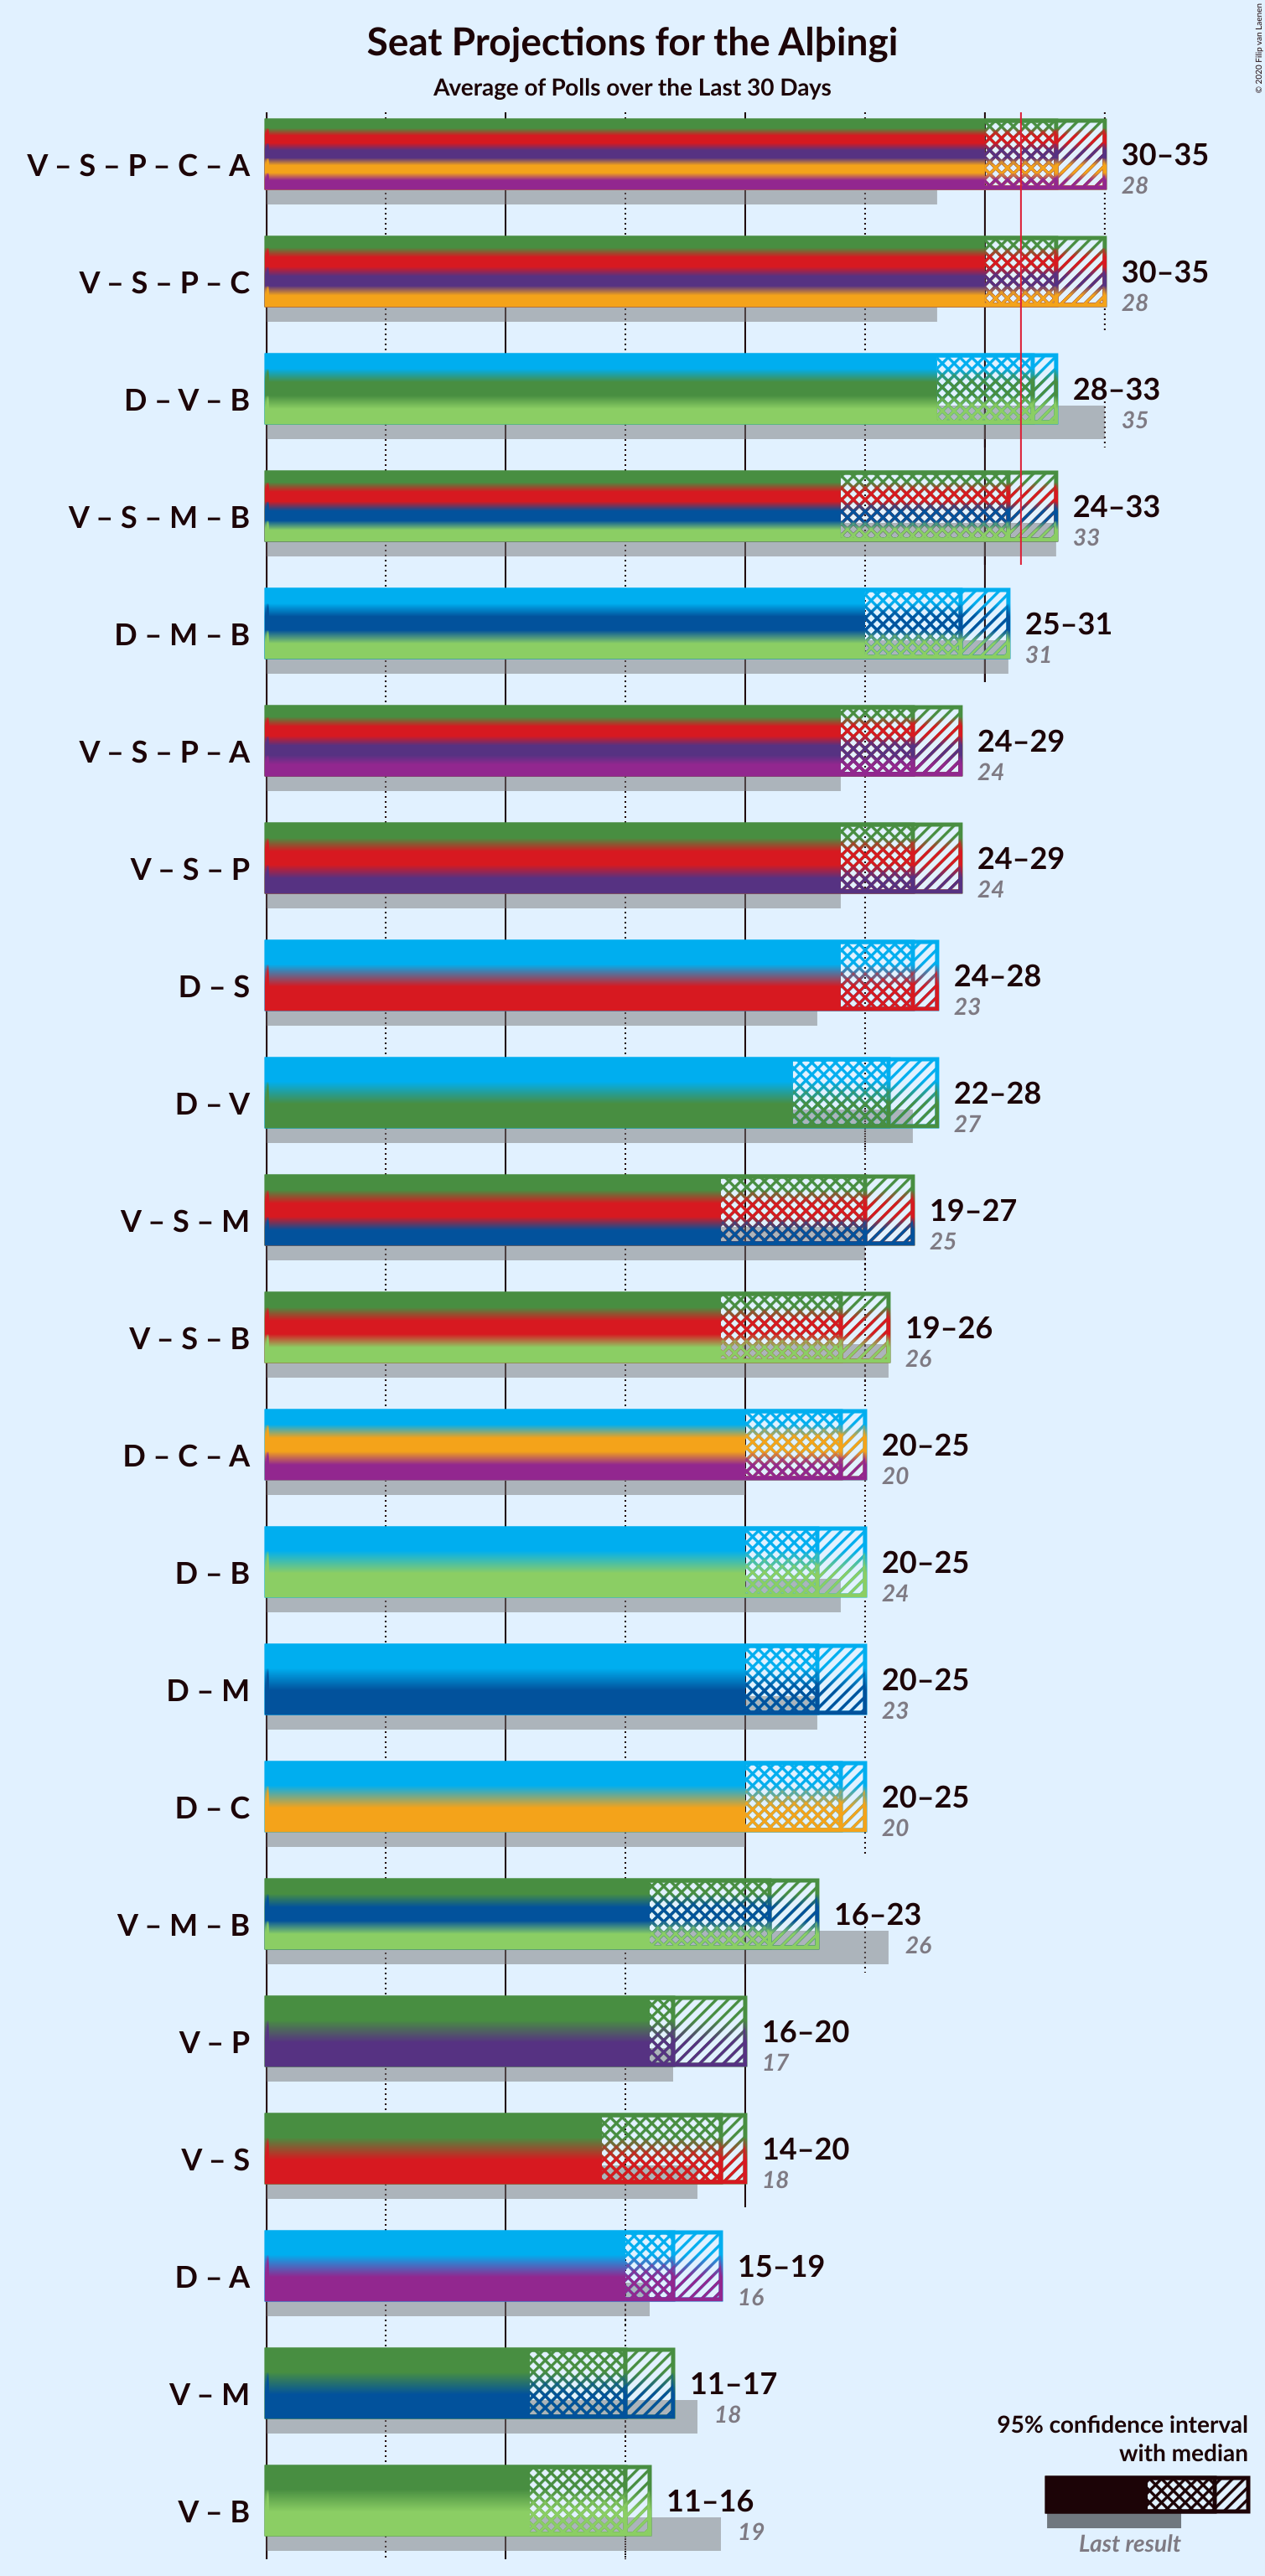 Seat Projections for the Alþingi
Average of Polls over the Last 30 Days
© 2020 Filip van Laenen
V – S – P – C – A
30–35
28
V – S – P – C
30–35
28
D – V – B
28–33
35
V – S – M – B
24–33
33
D – M – B
25–31
31
V – S – P – A
24–29
24
V – S – P
24–29
24
D – S
24–28
23
D – V
22–28
27
V – S – M
19–27
25
V – S – B
19–26
26
D – C – A
20–25
20
D – B
20–25
24
D – M
20–25
23
D – C
20–25
20
V – M – B
16–23
26
V – P
16–20
17
V – S
14–20
18
D – A
15–19
16
V – M
11–17
18
V – B
11–16
19
95% confidence interval
with median
Last result